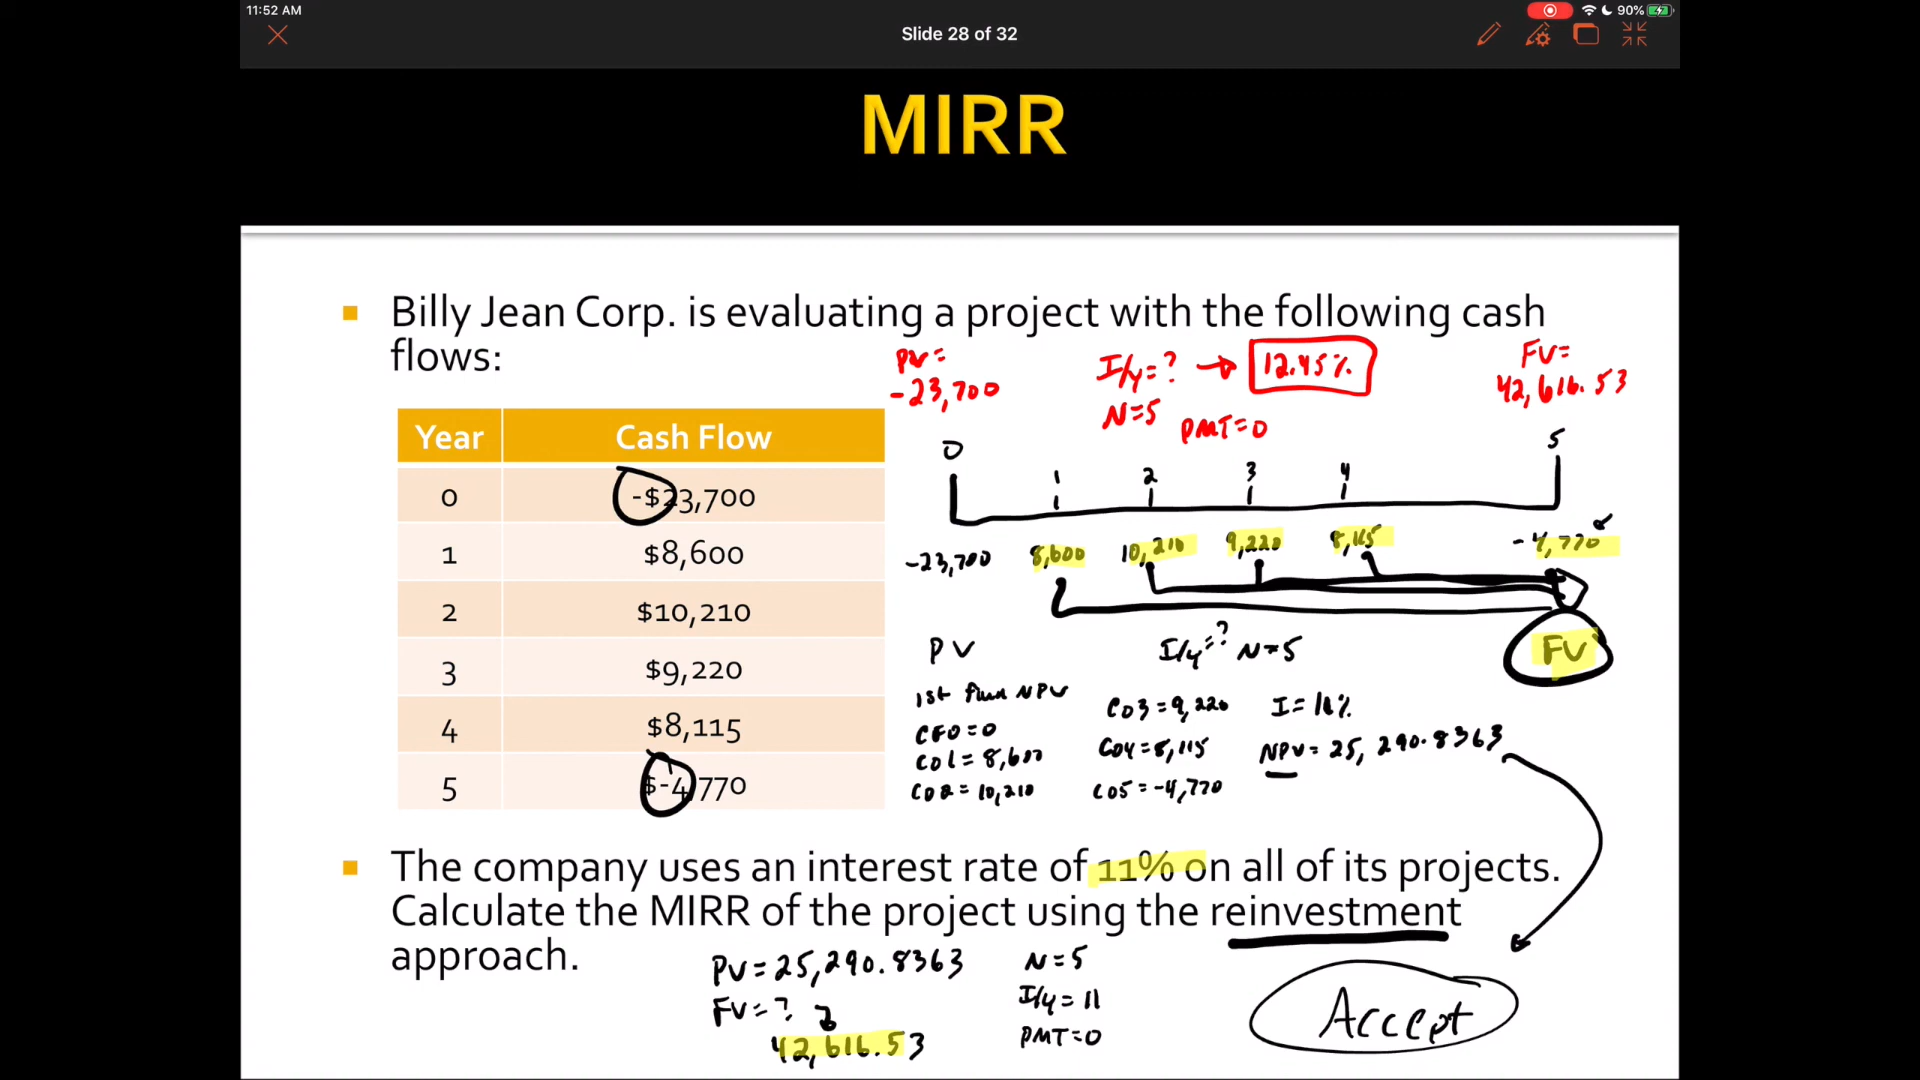 11:52 AM
90%
Slide 28 of 32
MIRR
Billy Jean Corp. is evaluating a project with the following cash
flows:
PV=
-23,700
I/Y=? → 12.45%
N=5
PMT=0
FV=
42,616.53
Year Cash Flow
0 -$23,700
1 $8,600
2 $10,210
3 $9,220
4 $8,115
5 $-4,770
0 1 2 3 4 5
-23,700 8,600 10,210 9,220 8,115 -4,770
PV I/Y=? N=5 FV
1st find NPV
CF0=0
C01=8,600
C02=10,210
C03=9,220
C04=8,115
C05=-4,770
I=11%
NPV=25,290.8363
The company uses an interest rate of 11% on all of its projects.
Calculate the MIRR of the project using the reinvestment
approach.
PV=25,290.8363
FV=?
42,616.53
N=5
I/Y=11
PMT=0
Accept